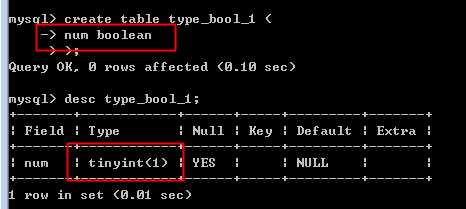 mysql> create table type_bool_1 (
-> num boolean
-> );
Query OK, 0 rows affected (0.10 sec)
mysql> desc type_bool_1;
+-------+------------+------+-----+---------+-------+
| Field | Type | Null | Key | Default | Extra |
+-------+------------+------+-----+---------+-------+
| num | tinyint(1) | YES | | NULL | |
+-------+------------+------+-----+---------+-------+
1 row in set (0.01 sec)